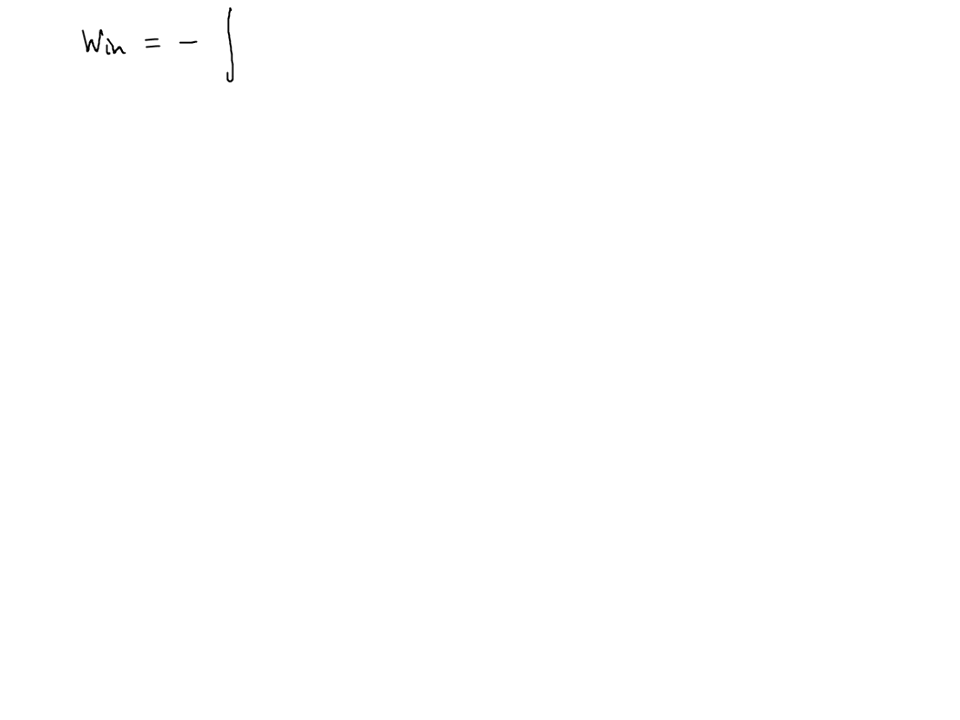 Win = - ∫